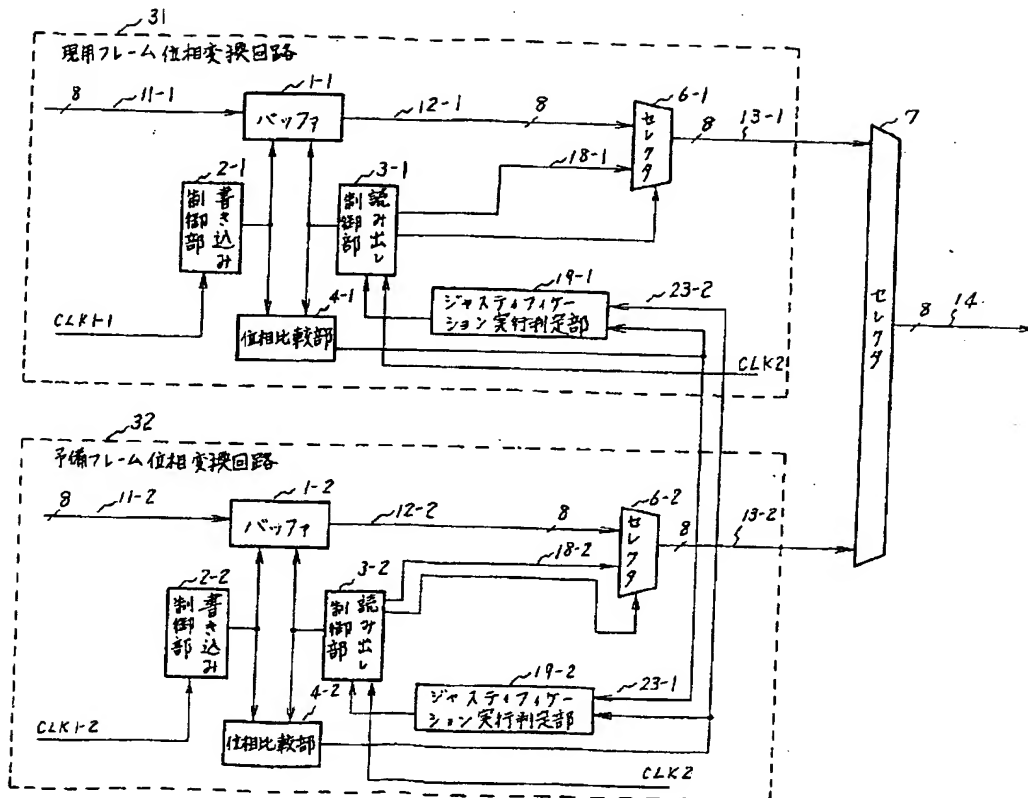 31
現用フレーム位相変換回路
8
11-1
1-1
バッファ
12-1
8
6-1
セレクタ
8
13-1
7
セレクタ
8
14
2-1
書き込み
制御部
3-1
読み出し
制御部
18-1
19-1
ジャスティフィケー
ション実行判定部
23-2
CLK1-1
4-1
位相比較部
CLK2
32
予備フレーム位相変換回路
8
11-2
1-2
バッファ
12-2
8
6-2
セレクタ
8
13-2
2-2
書き込み
制御部
3-2
読み出し
制御部
18-2
19-2
ジャスティフィケー
ション実行判定部
23-1
CLK1-2
4-2
位相比較部
CLK2